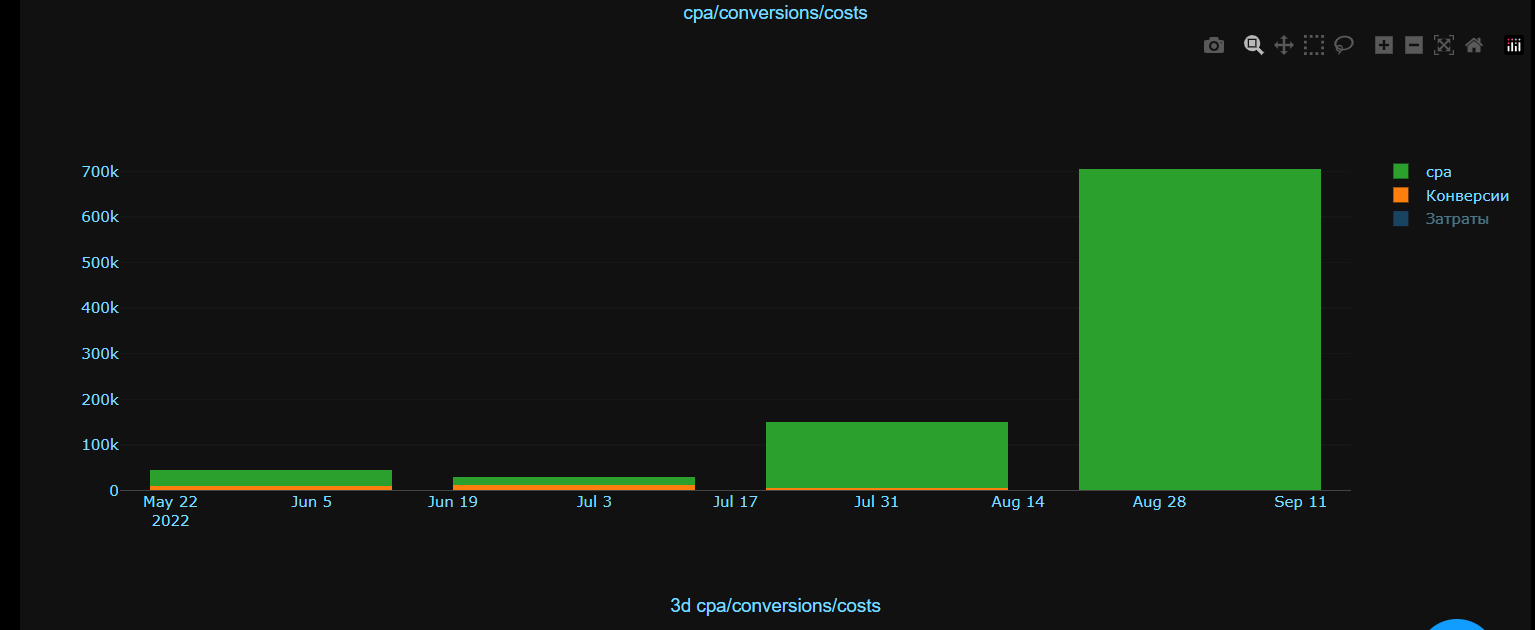 cpa/conversions/costs
700k
600k
500k
400k
300k
200k
100k
0
cpa
Конверсии
Затраты
May 22 Jun 5 Jun 19 Jul 3 Jul 17 Jul 31 Aug 14 Aug 28 Sep 11
2022
3d cpa/conversions/costs